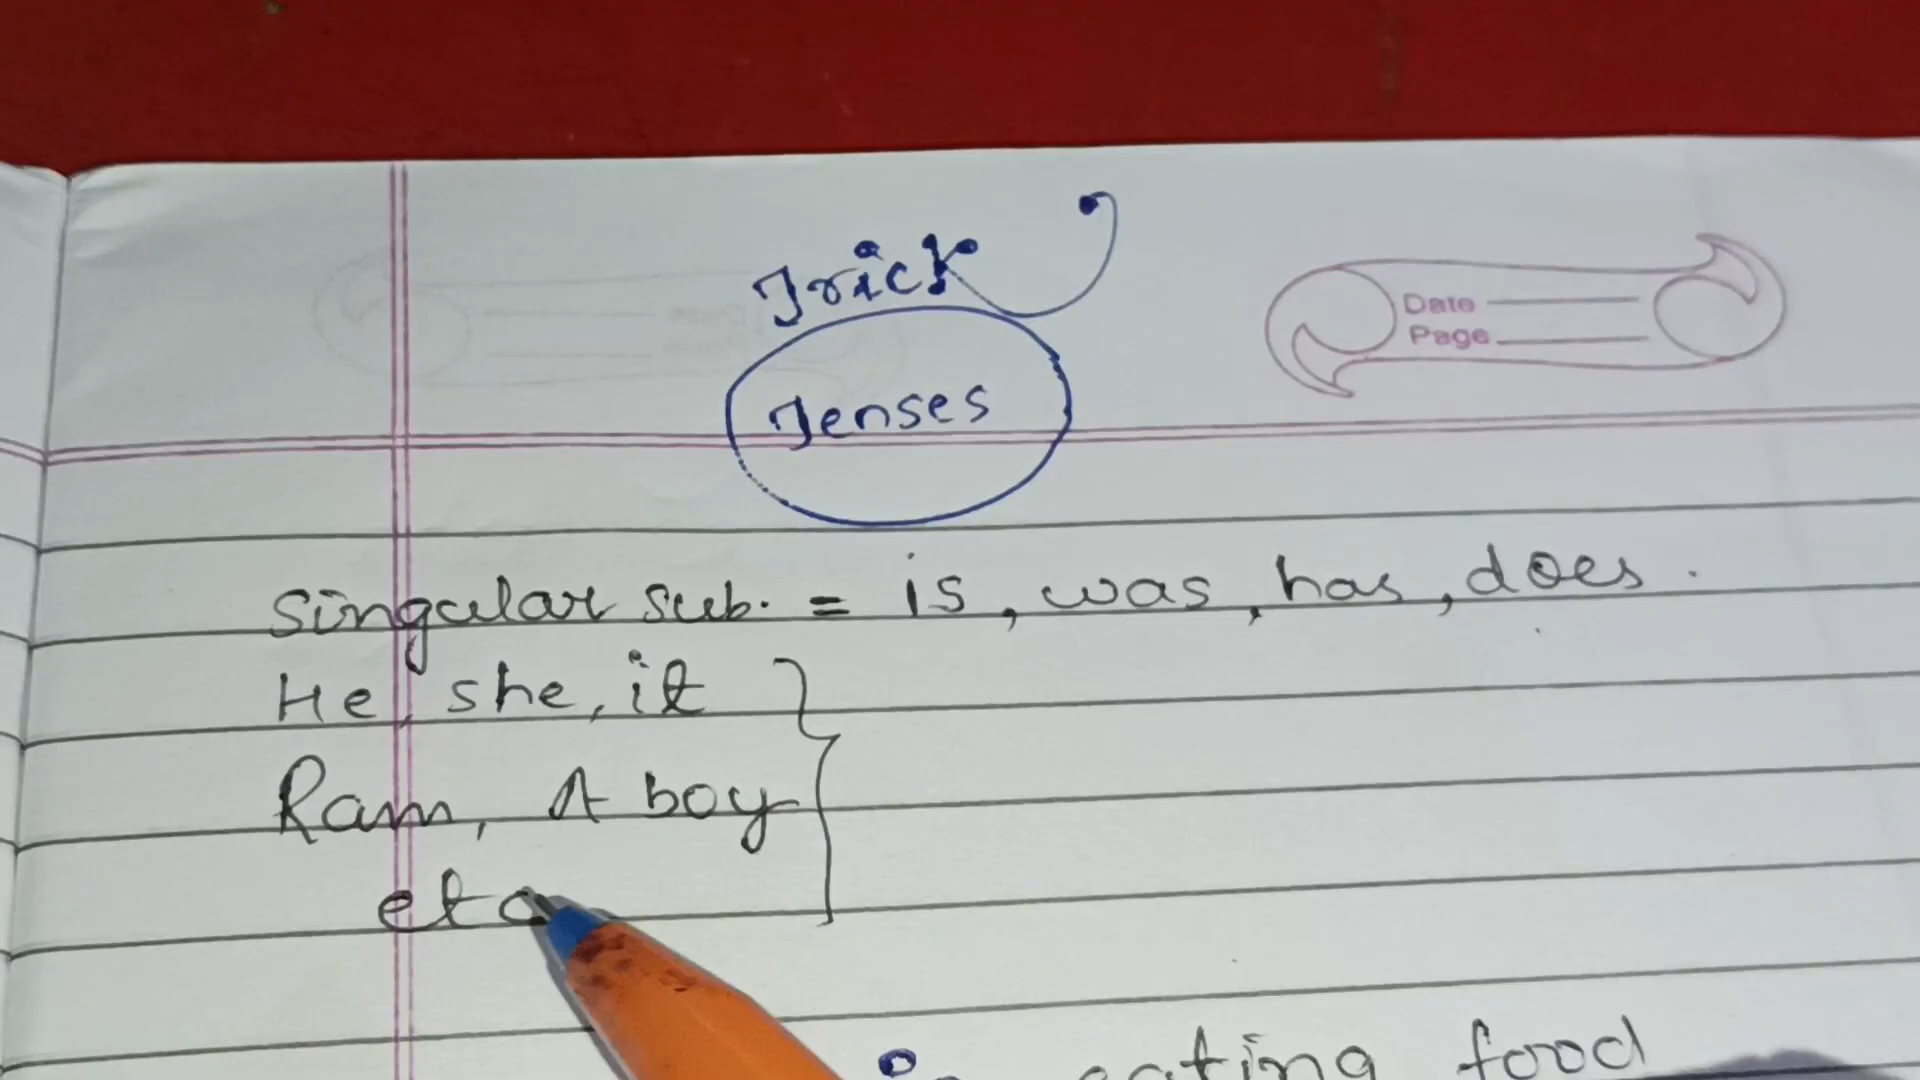 Trick
Date
Page
Tenses
singular sub. = is, was, has, does.
He, she, it
Ram, A boy
etc
eating food